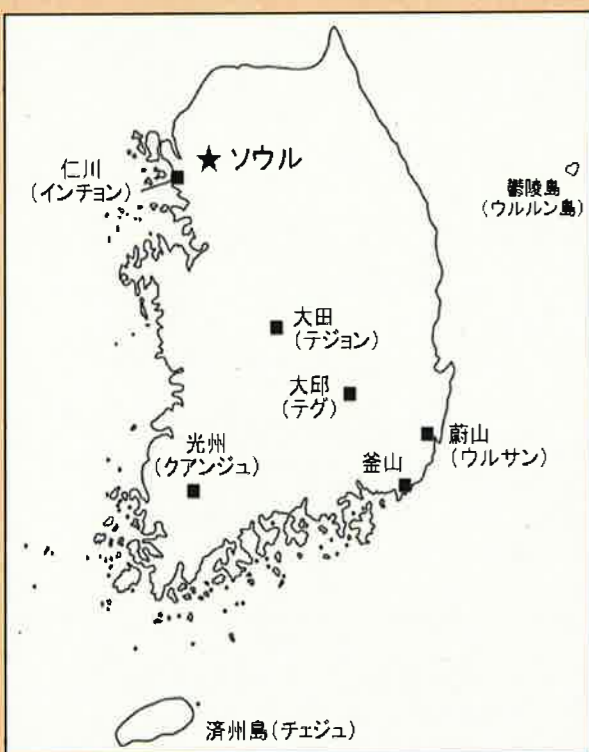 ★ ソウル
仁川
(インチョン)
鬱陵島
(ウルルン島)
大田
(テジョン)
大邱
(テグ)
蔚山
(ウルサン)
光州
(クアンジュ)
釜山
済州島(チェジュ)